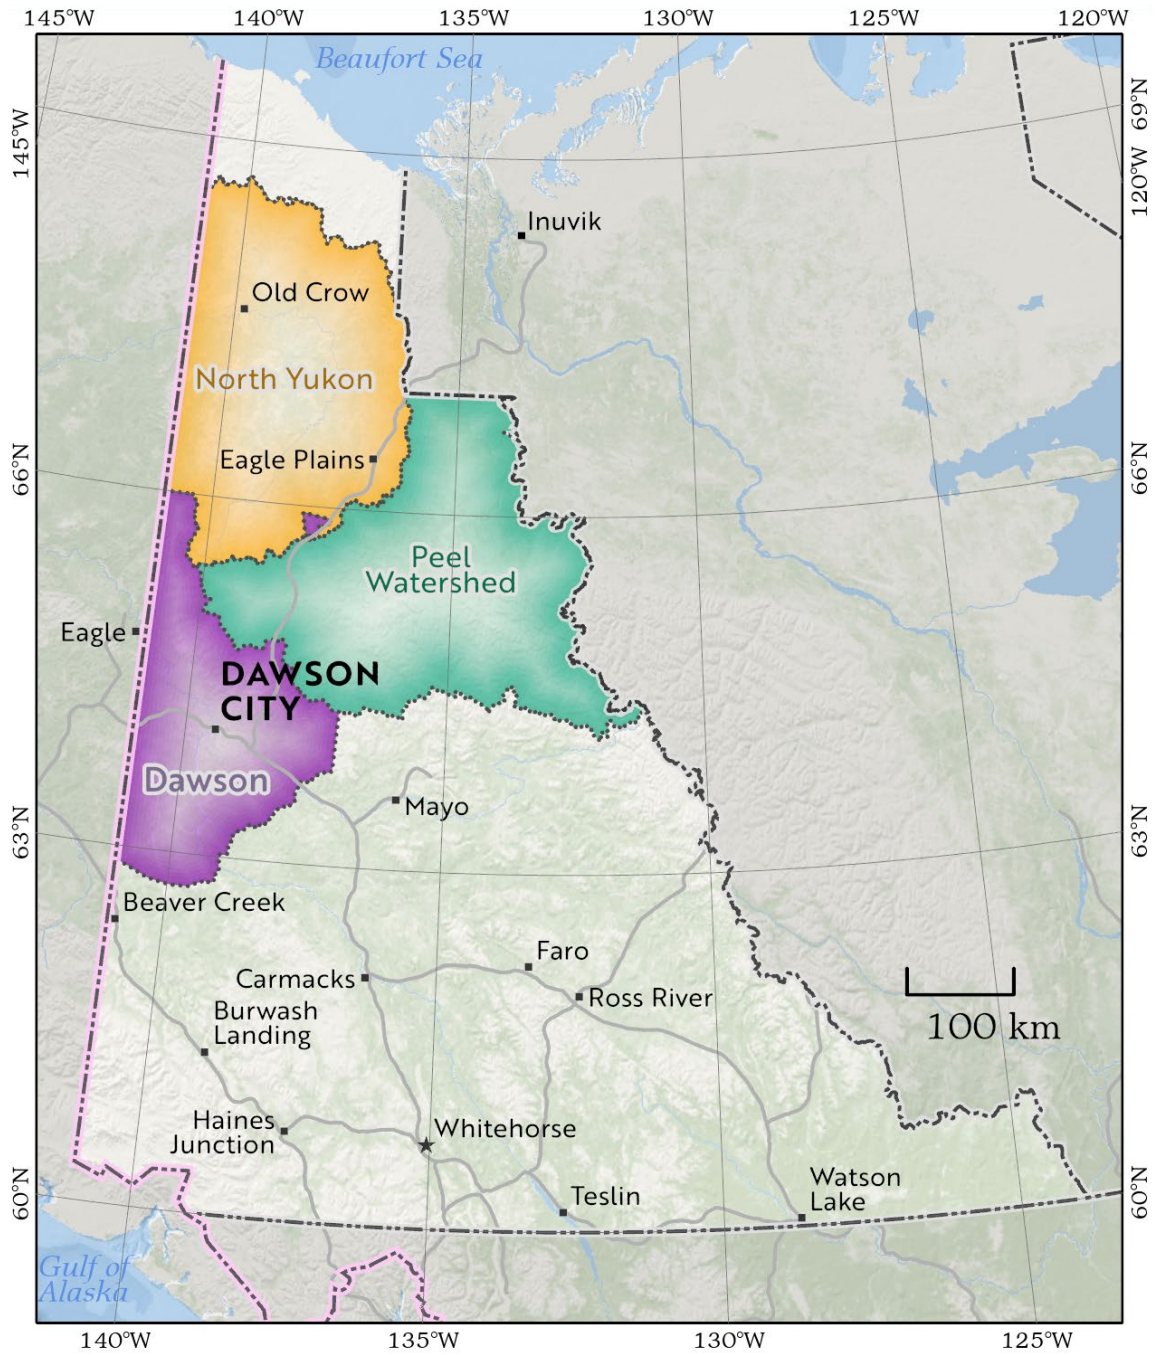 145°W
140°W
135°W
130°W
125°W
120°W
Beaufort Sea
69°N
145°W
120°W
Inuvik
Old Crow
North Yukon
Eagle Plains
66°N
66°N
Peel
Watershed
Eagle
DAWSON
CITY
Dawson
Mayo
63°N
63°N
Beaver Creek
Faro
Carmacks
Ross River
Burwash
Landing
100 km
Haines
Junction
Whitehorse
Watson
Lake
Teslin
60°N
60°N
Gulf of
Alaska
140°W
135°W
130°W
125°W